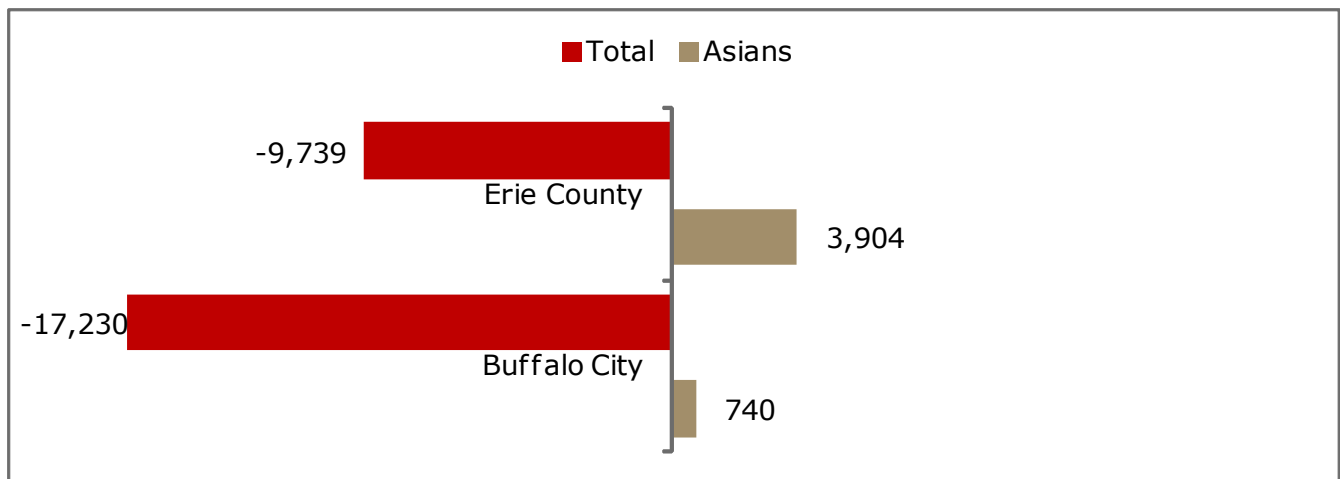 Total Asians
-9,739
Erie County
3,904
-17,230
Buffalo City
740